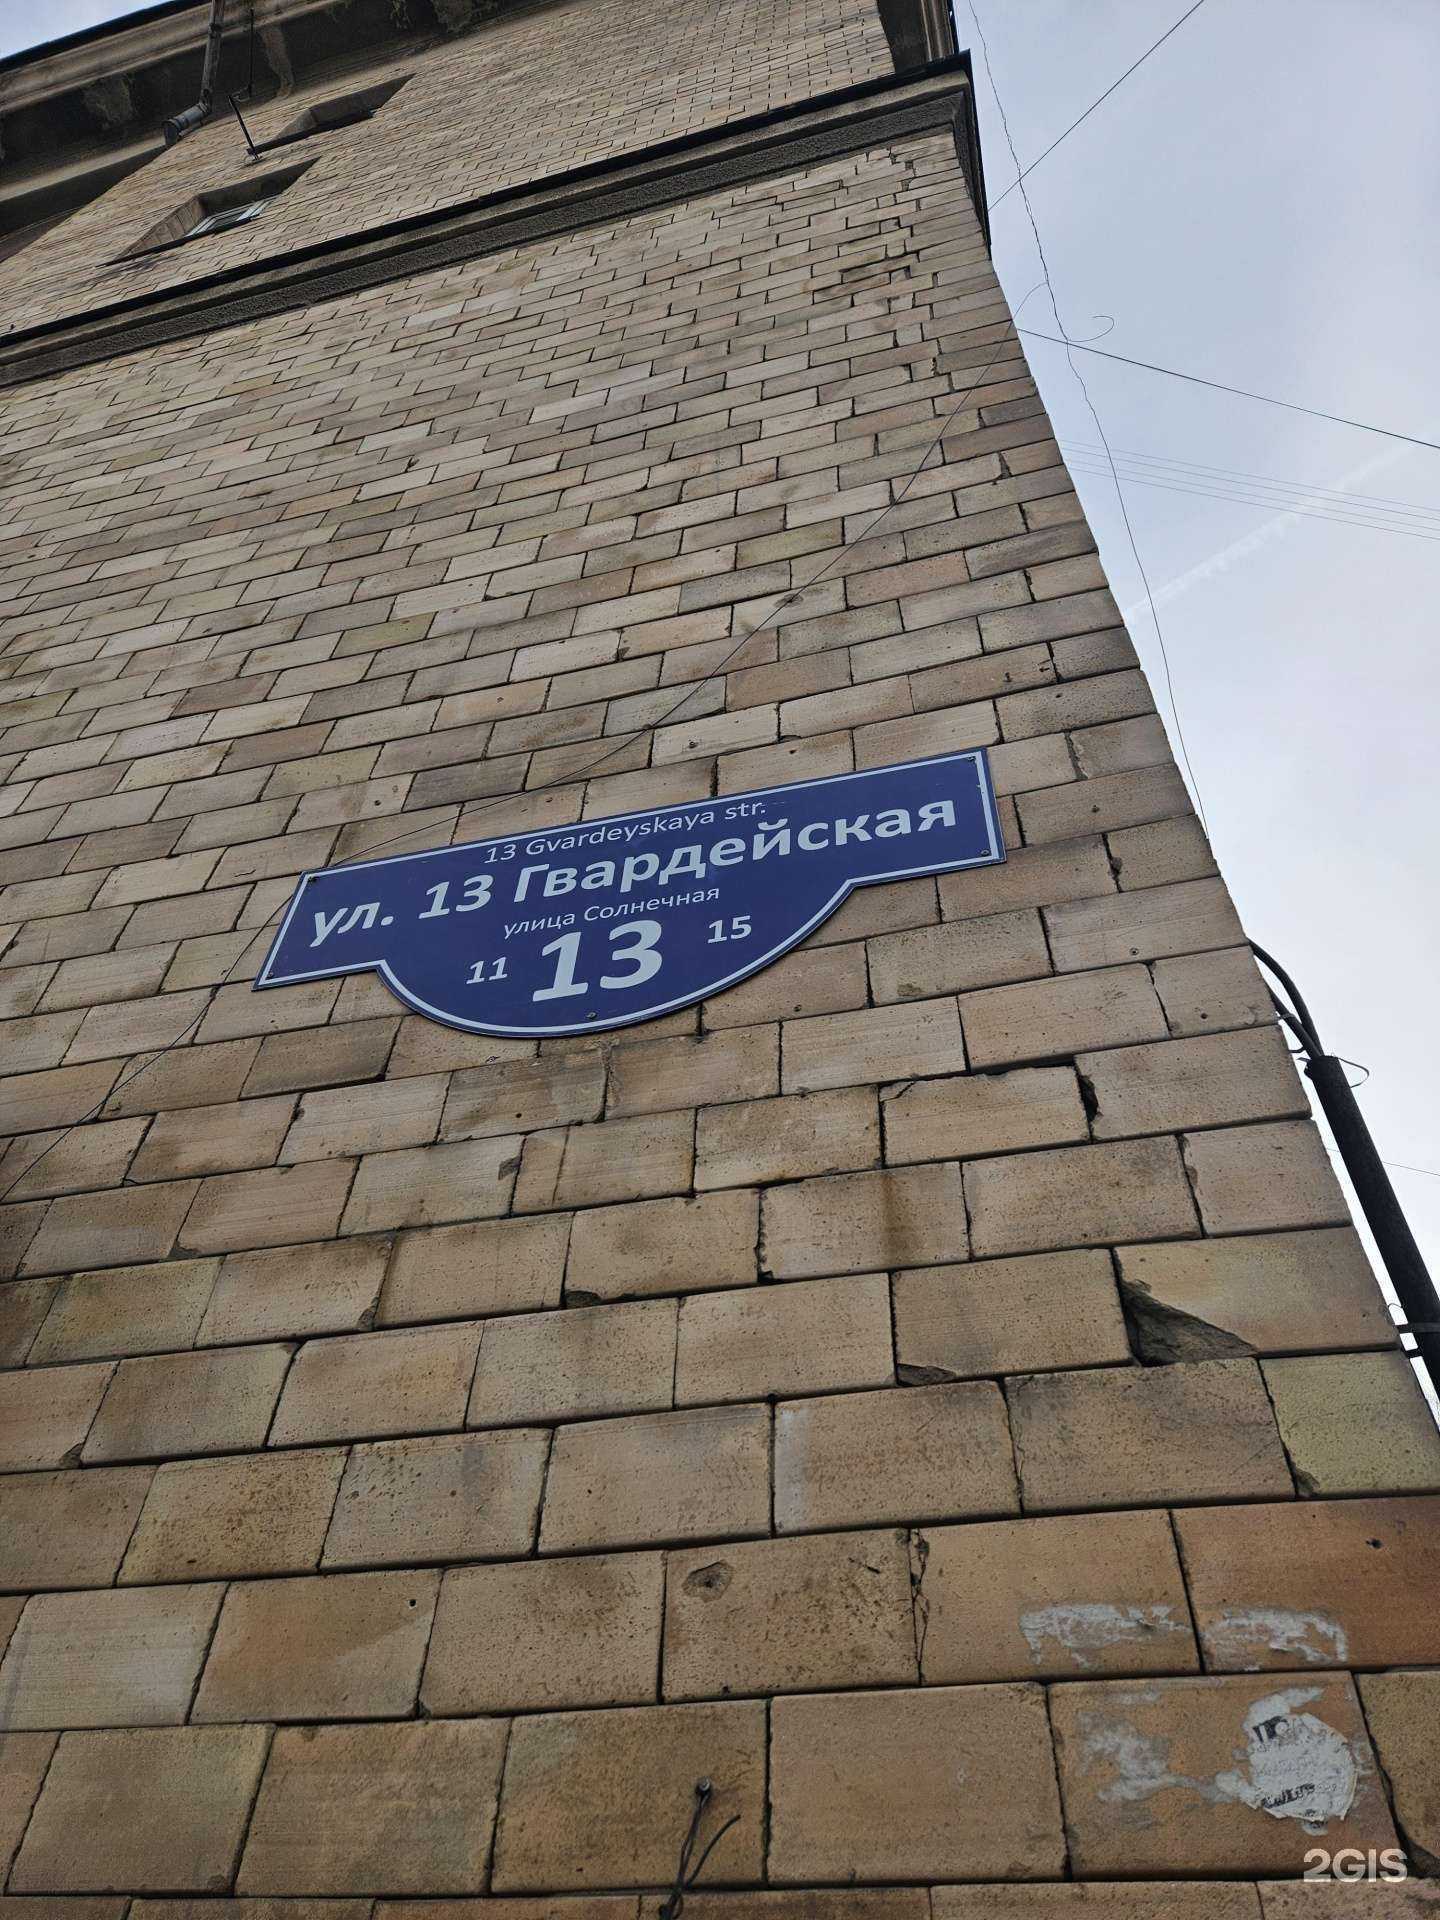 13 Gvardeyskaya str.
ул. 13 Гвардейская
улица Солнечная
11 13 15
2GIS